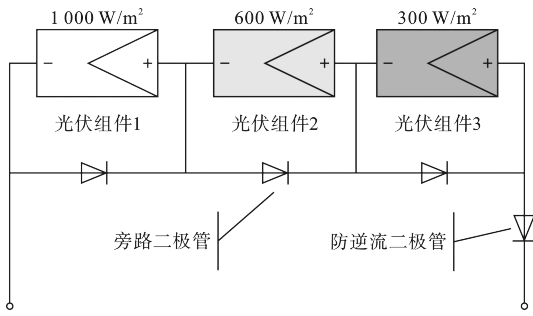 1 000 W/m²
600 W/m²
300 W/m²
− +
− +
− +
光伏组件1
光伏组件2
光伏组件3
旁路二极管
防逆流二极管